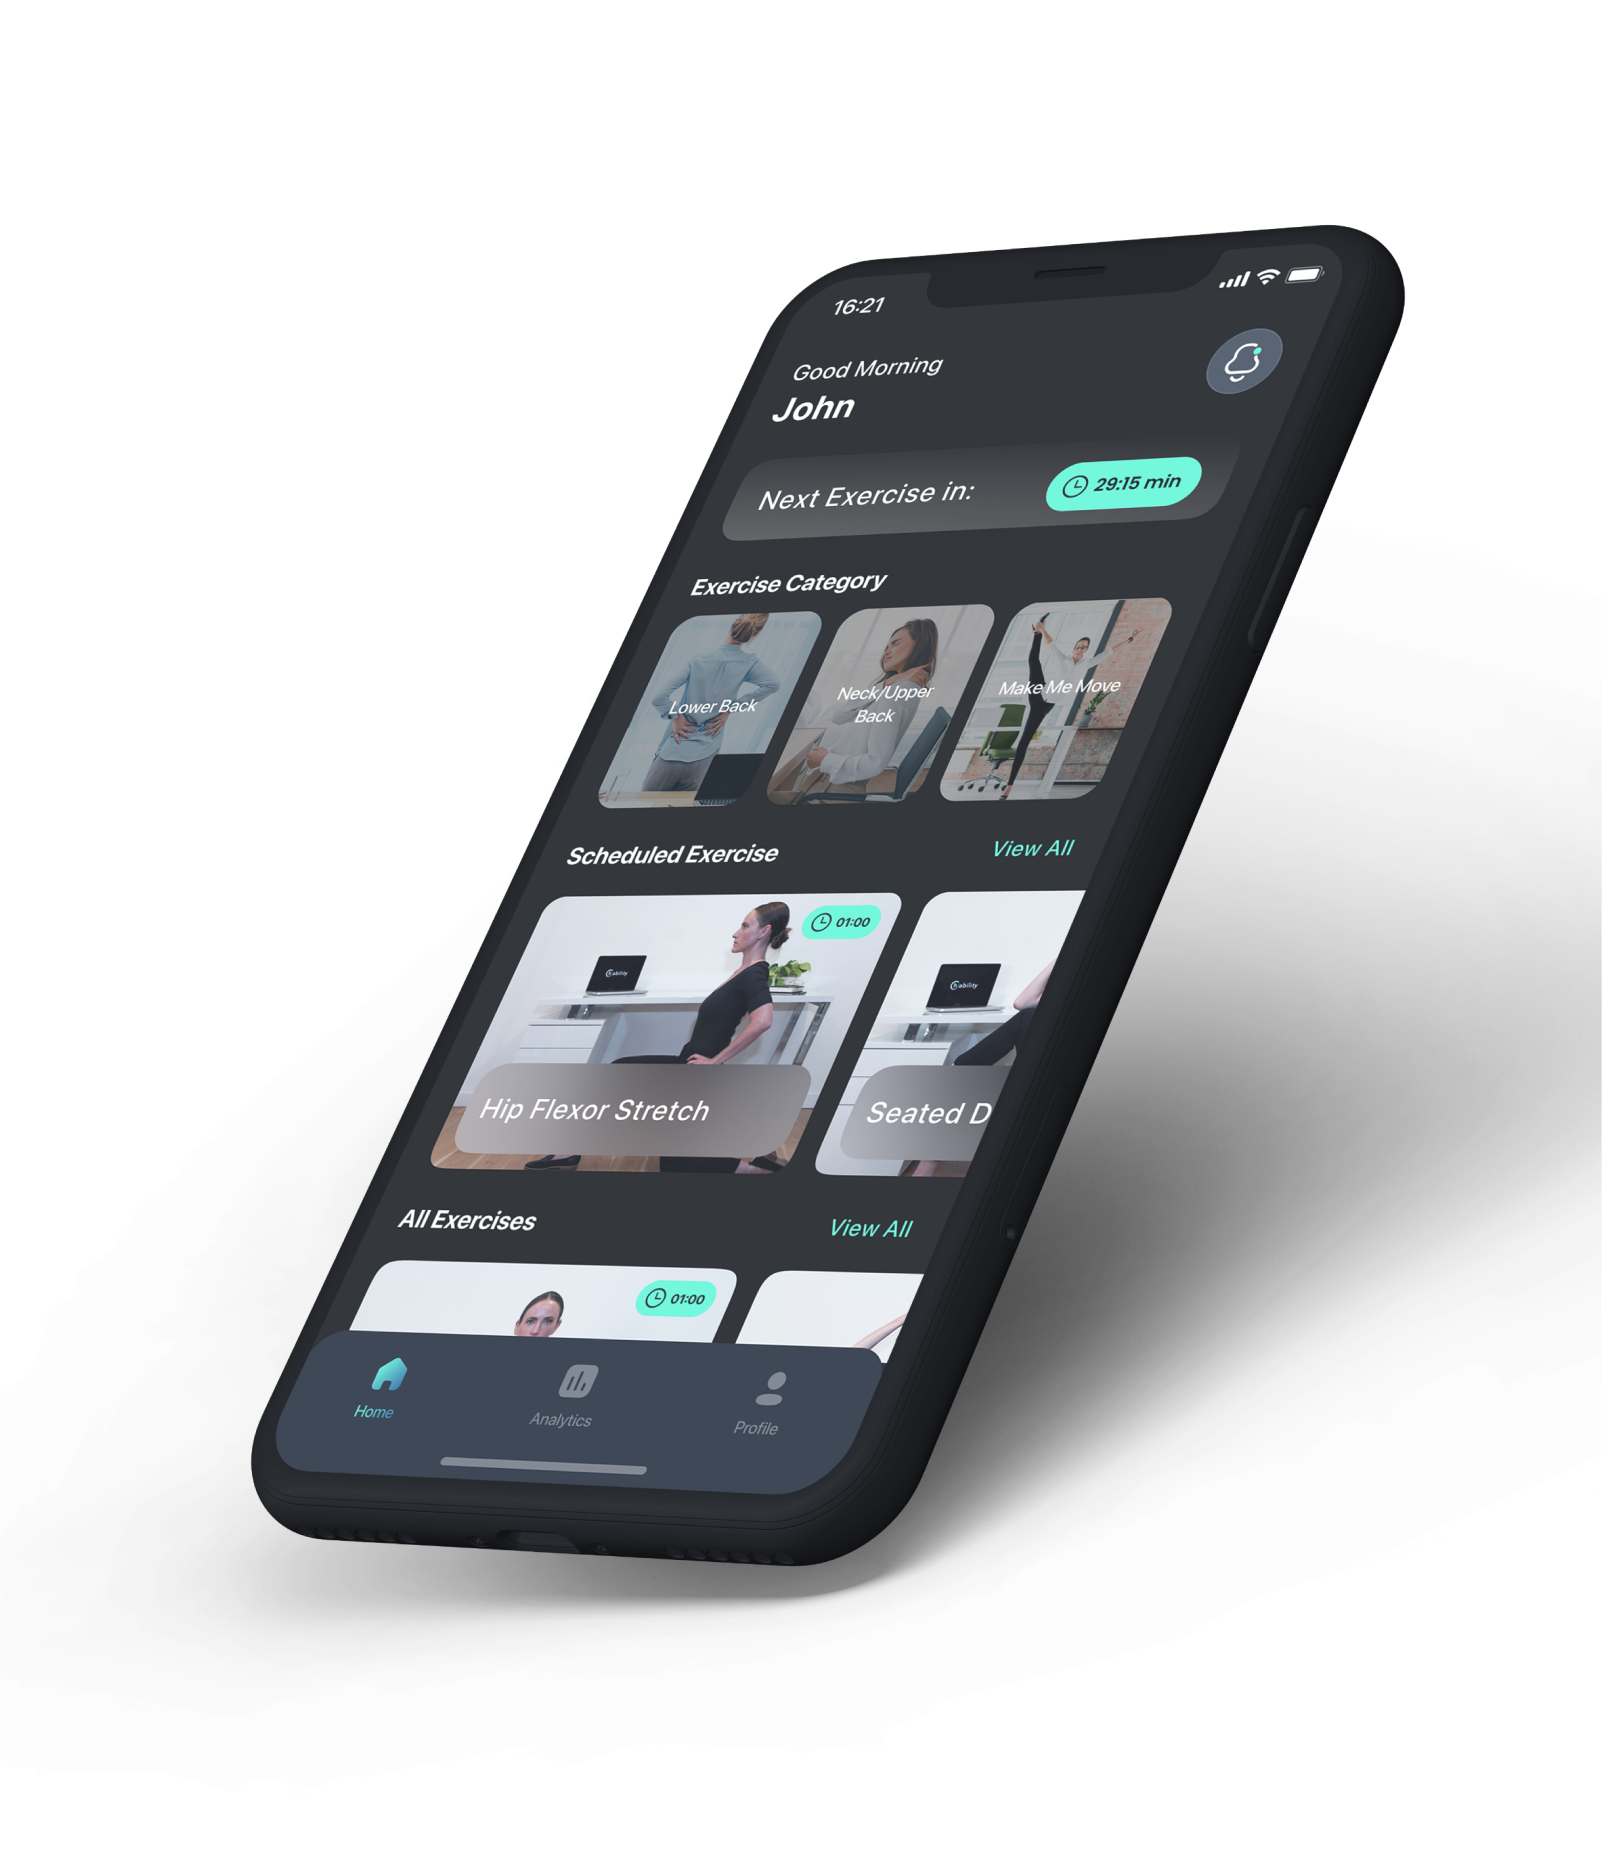 16:21
Good Morning
John
Next Exercise in:
29:15 min
Exercise Category
Lower Back
Neck/Upper
Back
Make Me Move
Scheduled Exercise
View All
01:00
Hip Flexor Stretch
Seated D
All Exercises
View All
01:00
Home
Analytics
Profile